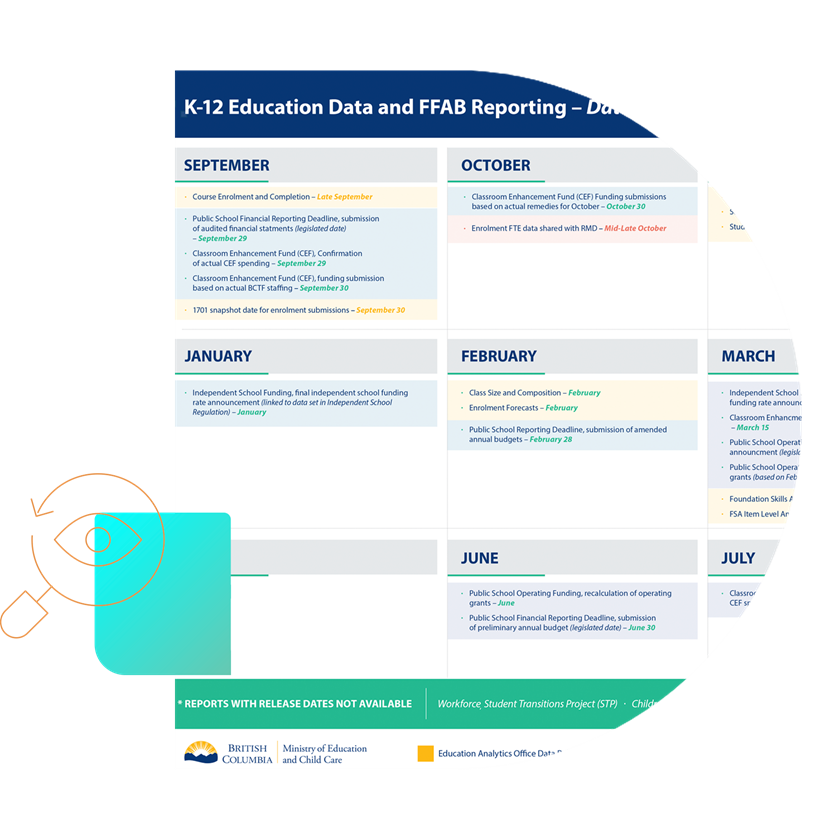 K-12 Education Data and FFAB Reporting –
SEPTEMBER
· Course Enrolment and Completion – Late September
· Public School Financial Reporting Deadline, submission
of audited financial statments (legislated date)
– September 29
· Classroom Enhancement Fund (CEF), Confirmation
of actual CEF spending – September 29
· Classroom Enhancement Fund (CEF), funding submission
based on actual BCTF staffing – September 30
· 1701 snapshot date for enrolment submissions – September 30
OCTOBER
· Classroom Enhancement Fund (CEF) Funding submissions
based on actual remedies for October – October 30
· Enrolment FTE data shared with RMD – Mid-Late October
JANUARY
· Independent School Funding, final independent school funding
rate announcement (linked to data set in Independent School
Regulation) – January
FEBRUARY
· Class Size and Composition – February
· Enrolment Forecasts – February
· Public School Reporting Deadline, submission of amended
annual budgets – February 28
MARCH
· Independent School
funding rate
· Classroom
– March 15
· Public School
announcment
· Public School
grants (based on
· Foundation Skills
· FSA Item Level
JUNE
· Public School Operating Funding, recalculation of operating
grants – June
· Public School Financial Reporting Deadline, submission
of preliminary annual budget (legislated date) – June 30
JULY
·
CEF
* REPORTS WITH RELEASE DATES NOT AVAILABLE
Workforce, Student Transitions Project (STP) ·
BRITISH
COLUMBIA
Ministry of Education
and Child Care
Education Analytics Office Data